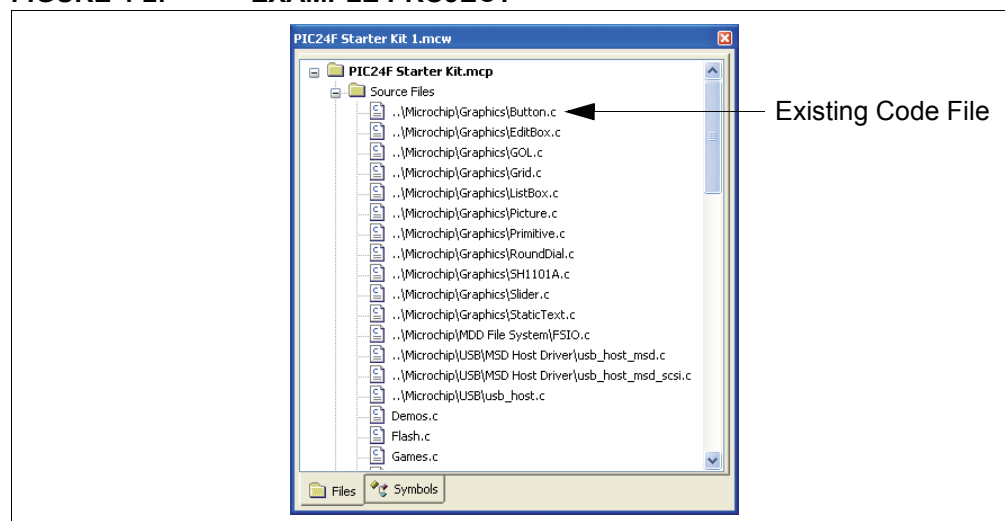 PIC24F Starter Kit 1.mcw
PIC24F Starter Kit.mcp
Source Files
..\Microchip\Graphics\Button.c
Existing Code File
..\Microchip\Graphics\EditBox.c
..\Microchip\Graphics\GOL.c
..\Microchip\Graphics\Grid.c
..\Microchip\Graphics\ListBox.c
..\Microchip\Graphics\Picture.c
..\Microchip\Graphics\Primitive.c
..\Microchip\Graphics\RoundDial.c
..\Microchip\Graphics\SH1101A.c
..\Microchip\Graphics\Slider.c
..\Microchip\Graphics\StaticText.c
..\Microchip\MDD File System\FSIO.c
..\Microchip\USB\MSD Host Driver\usb_host_msd.c
..\Microchip\USB\MSD Host Driver\usb_host_msd_scsi.c
..\Microchip\USB\usb_host.c
Demos.c
Flash.c
Games.c
Files
Symbols